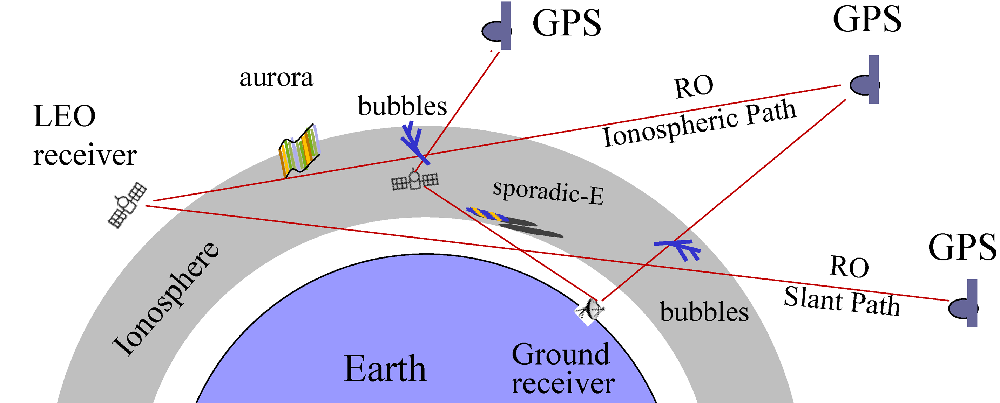 GPS
GPS
aurora
RO
bubbles
Ionospheric Path
LEO
receiver
sporadic-E
GPS
RO
Slant Path
Ionosphere
bubbles
Earth
Ground
receiver